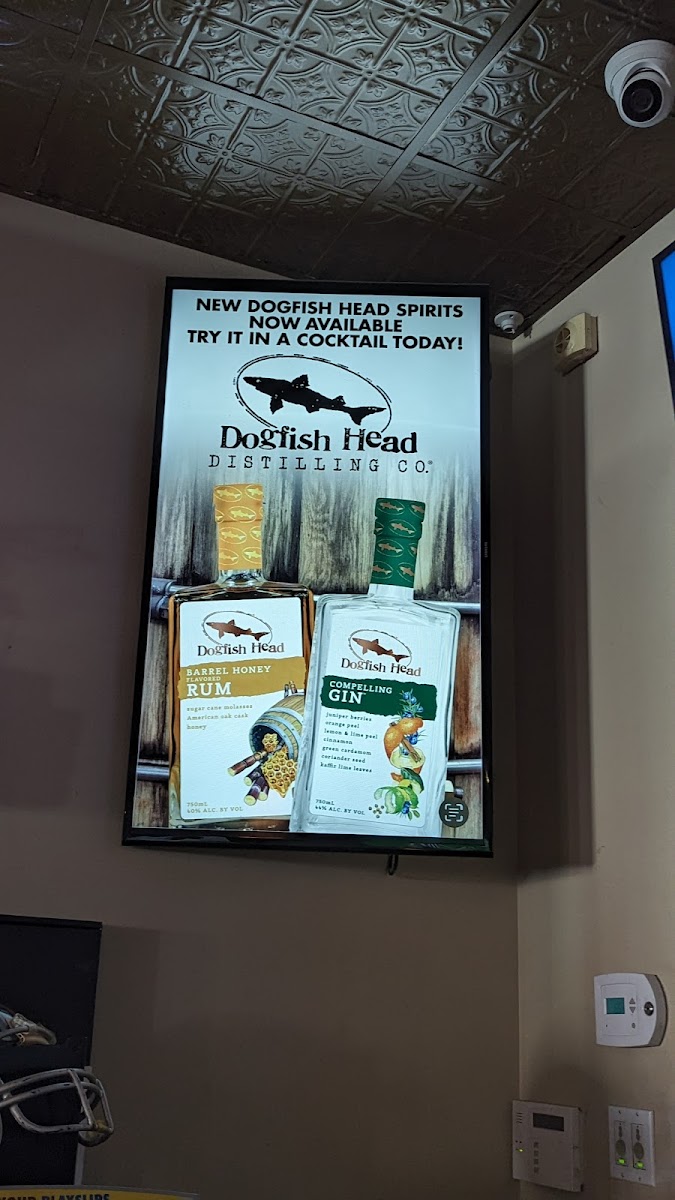 NEW DOGFISH HEAD SPIRITS
NOW AVAILABLE
TRY IT IN A COCKTAIL TODAY!
Dogfish Head
DISTILLING CO.®
Dogfish Head
BARREL HONEY
FLAVORED
RUM
sugar cane molasses
American oak cask
honey
750mL
40% ALC. BY VOL
Dogfish Head
COMPELLING
GIN
juniper berries
orange peel
lemon & lime peel
cinnamon
green cardamom
coriander seed
kaffir lime leaves
750mL
44% ALC. BY VOL
YOUR PLAYSLIPS